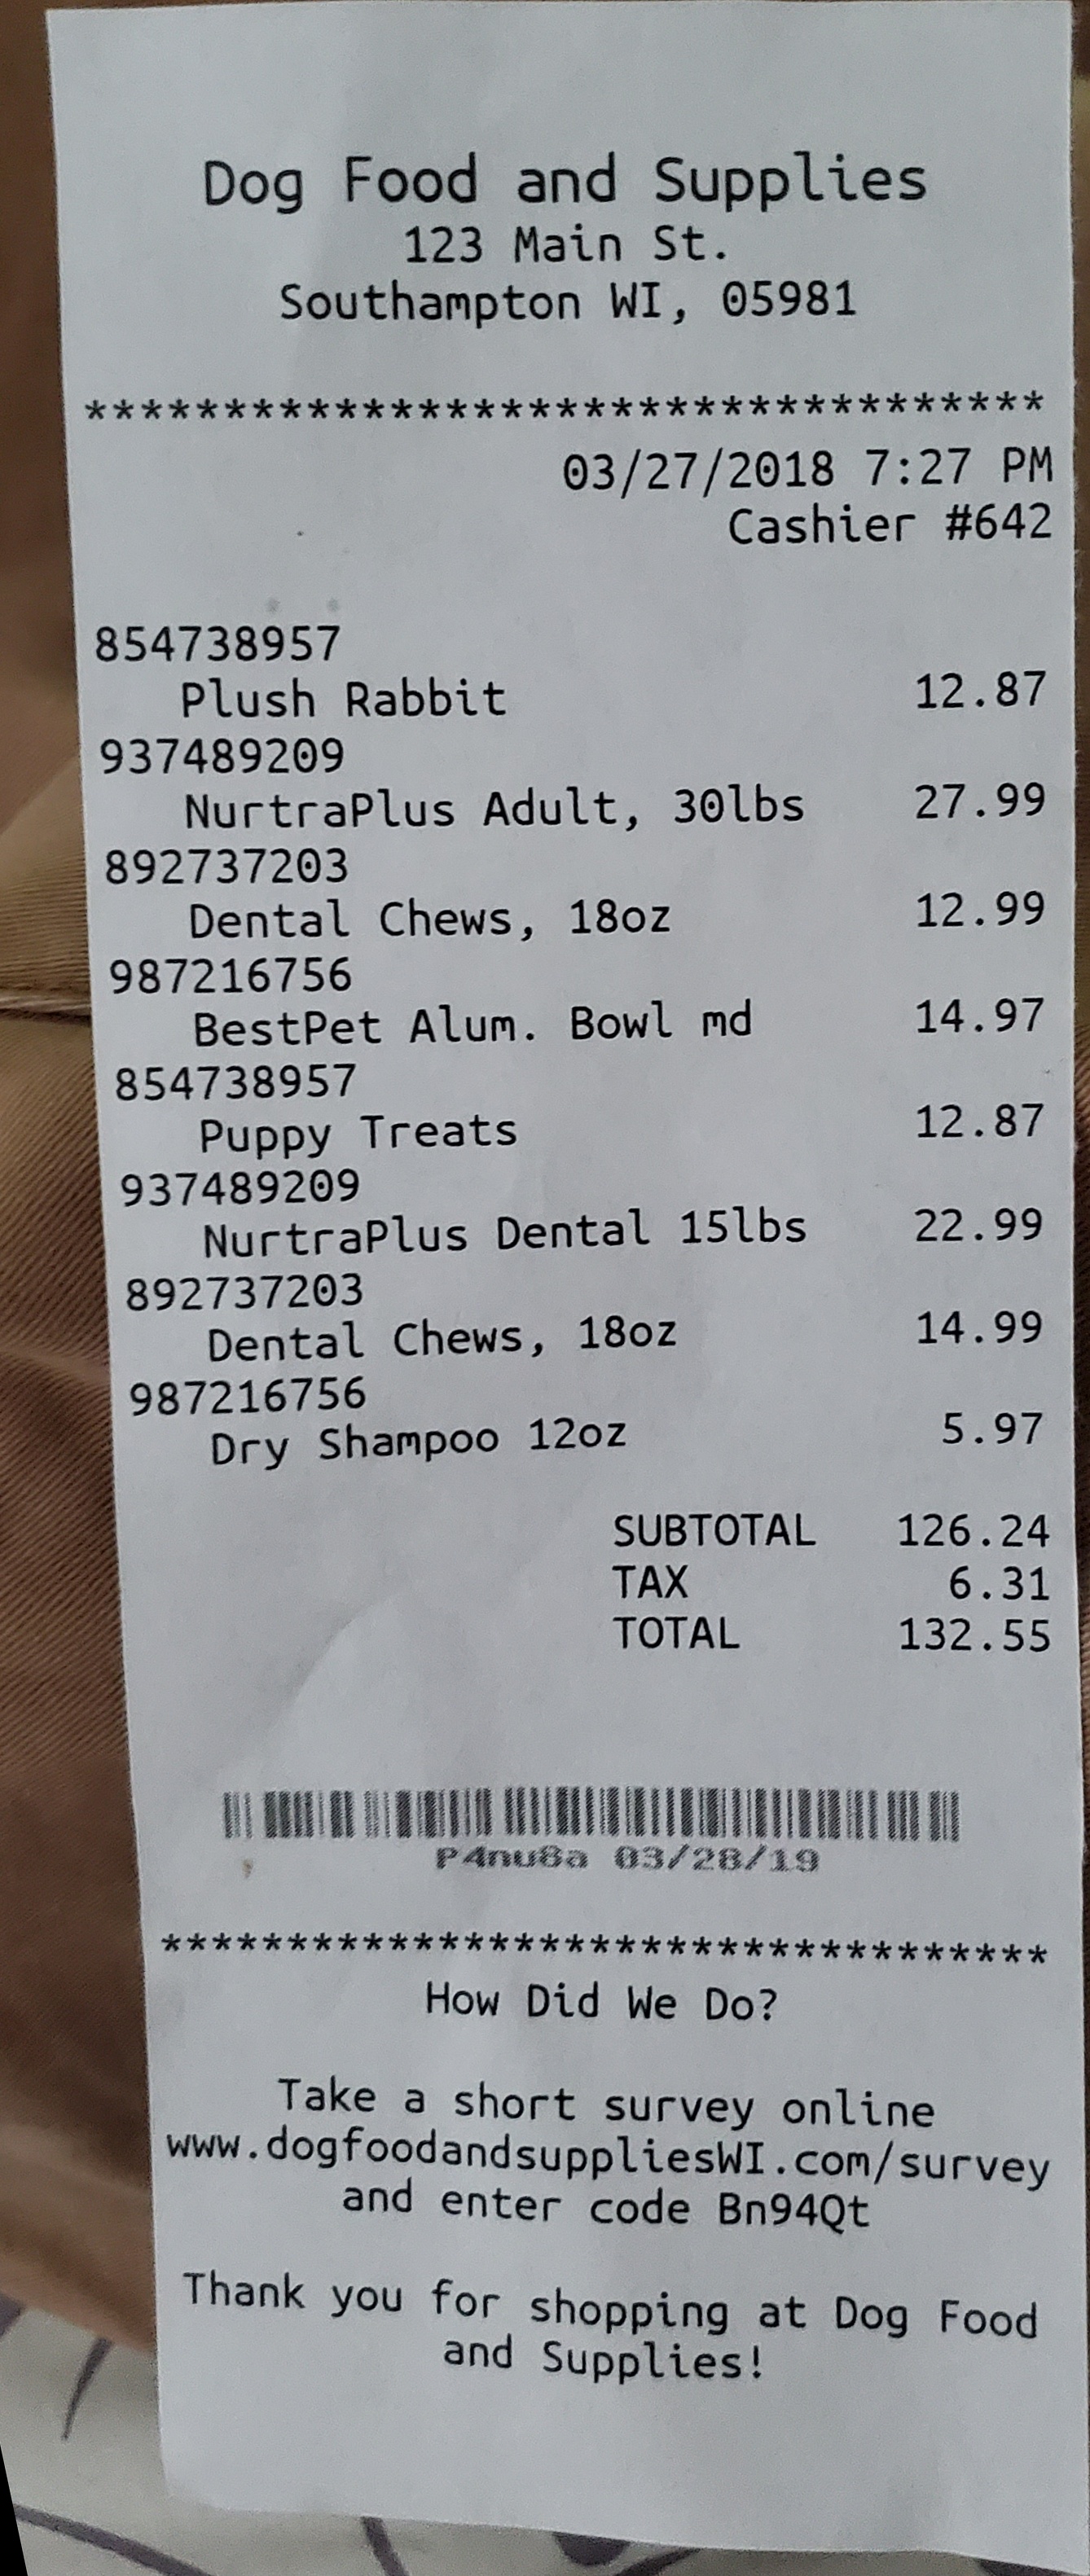 Dog Food and Supplies
123 Main St.
Southampton WI, 05981
***********************************
03/27/2018 7:27 PM
Cashier #642
854738957
Plush Rabbit 12.87
937489209
NurtraPlus Adult, 30lbs 27.99
892737203
Dental Chews, 18oz 12.99
987216756
BestPet Alum. Bowl md 14.97
854738957
Puppy Treats 12.87
937489209
NurtraPlus Dental 15lbs 22.99
892737203
Dental Chews, 18oz 14.99
987216756
Dry Shampoo 12oz 5.97
SUBTOTAL 126.24
TAX 6.31
TOTAL 132.55
P4nu8a 03/28/19
***********************************
How Did We Do?
Take a short survey online
www.dogfoodandsuppliesWI.com/survey
and enter code Bn94Qt
Thank you for shopping at Dog Food
and Supplies!